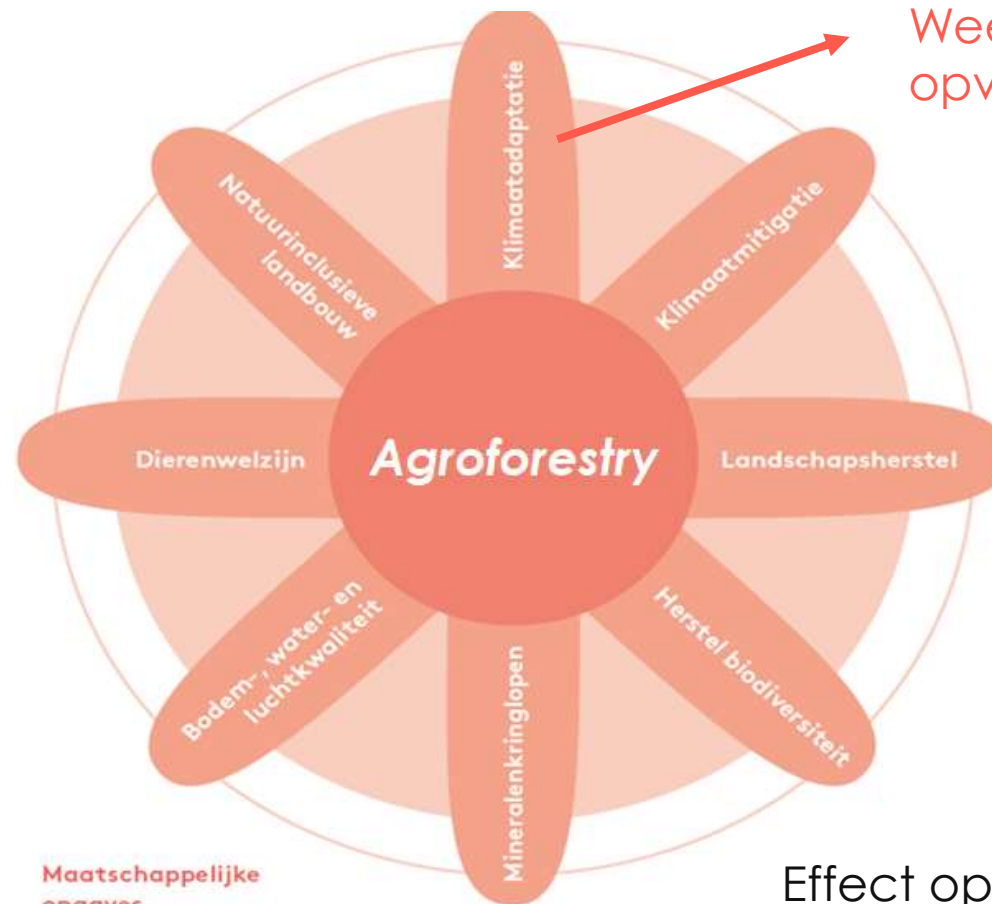 Klimaatadaptatie
Klimaatmitigatie
Landschapsherstel
Herstel biodiversiteit
Mineralenkringlopen
Bodem-, water- en
luchtkwaliteit
Dierenwelzijn
Natuurinclusieve
landbouw
Agroforestry
Maatschappelijke
Effect op